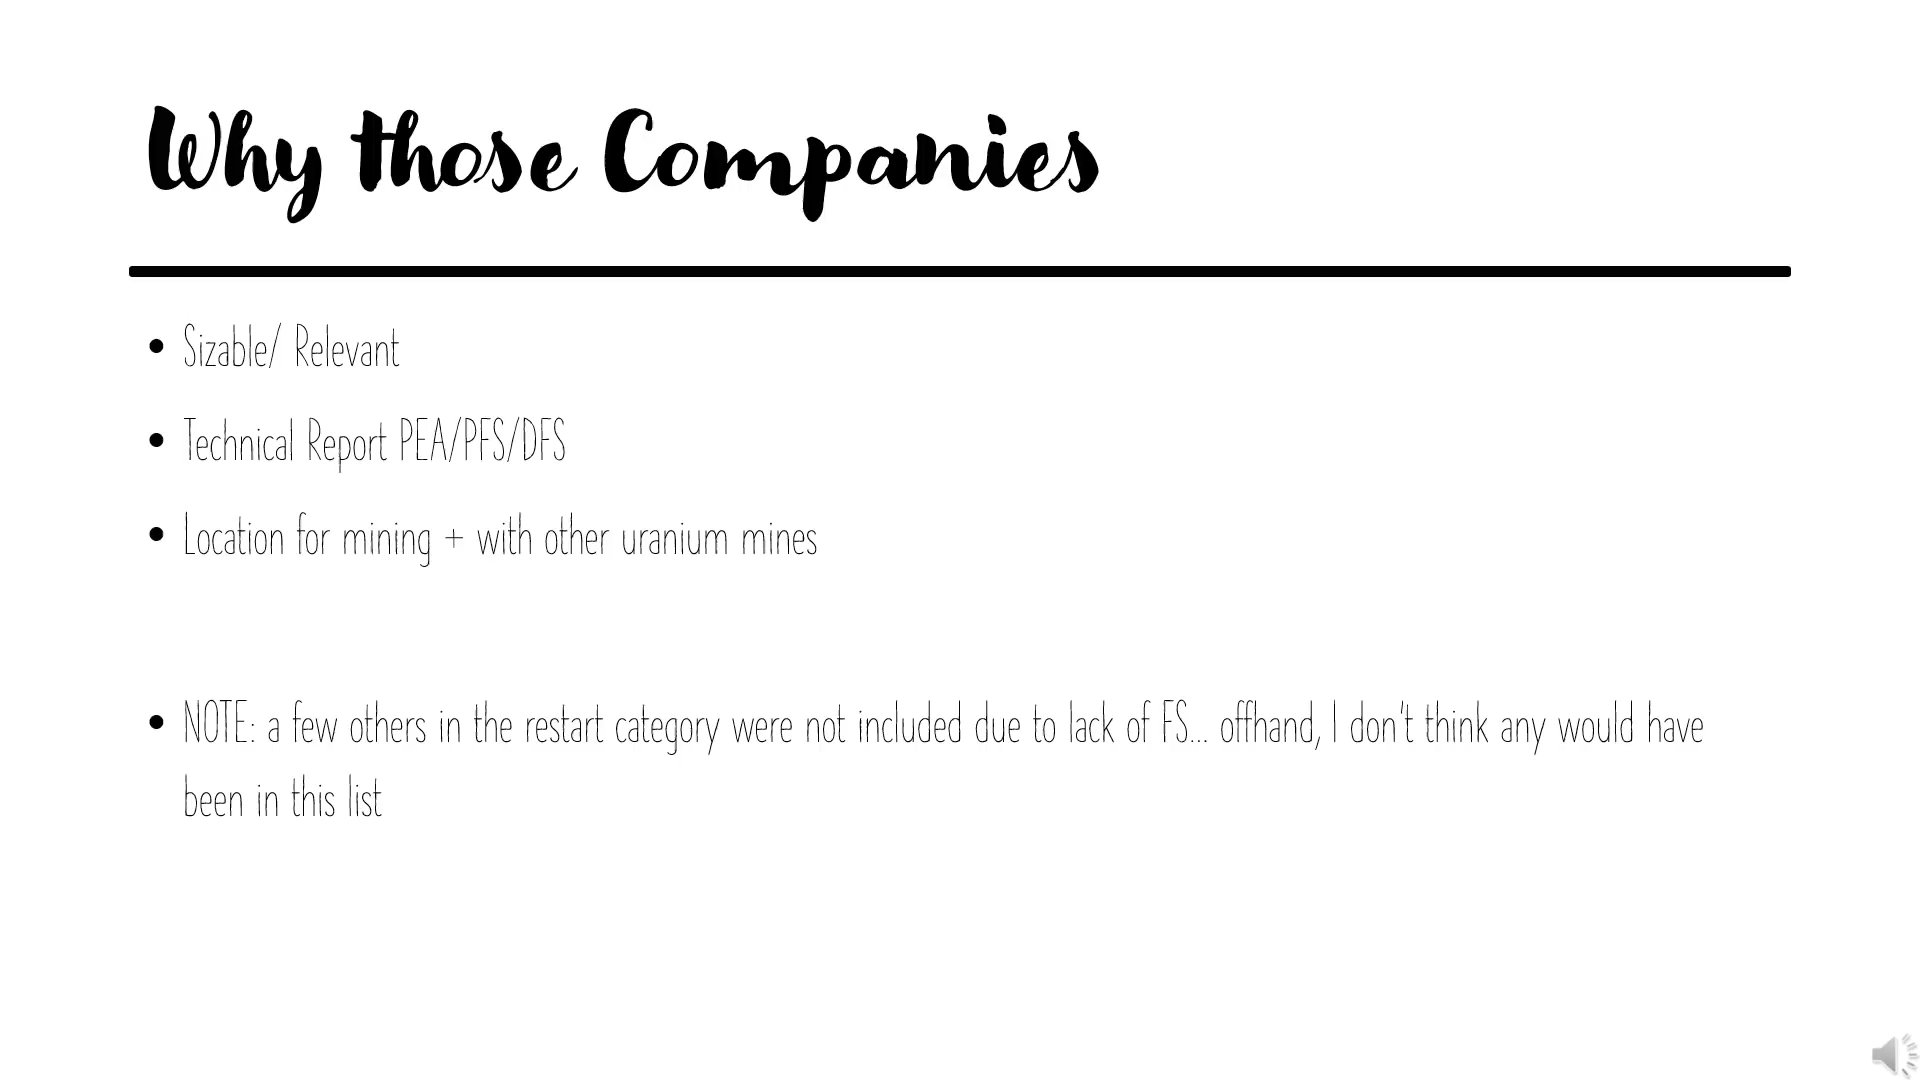 Why those Companies
• Sizable/ Relevant
• Technical Report PEA/PFS/DFS
• Location for mining + with other uranium mines
• NOTE: a few others in the restart category were not included due to lack of FS... offhand, I don't think any would have
been in this list